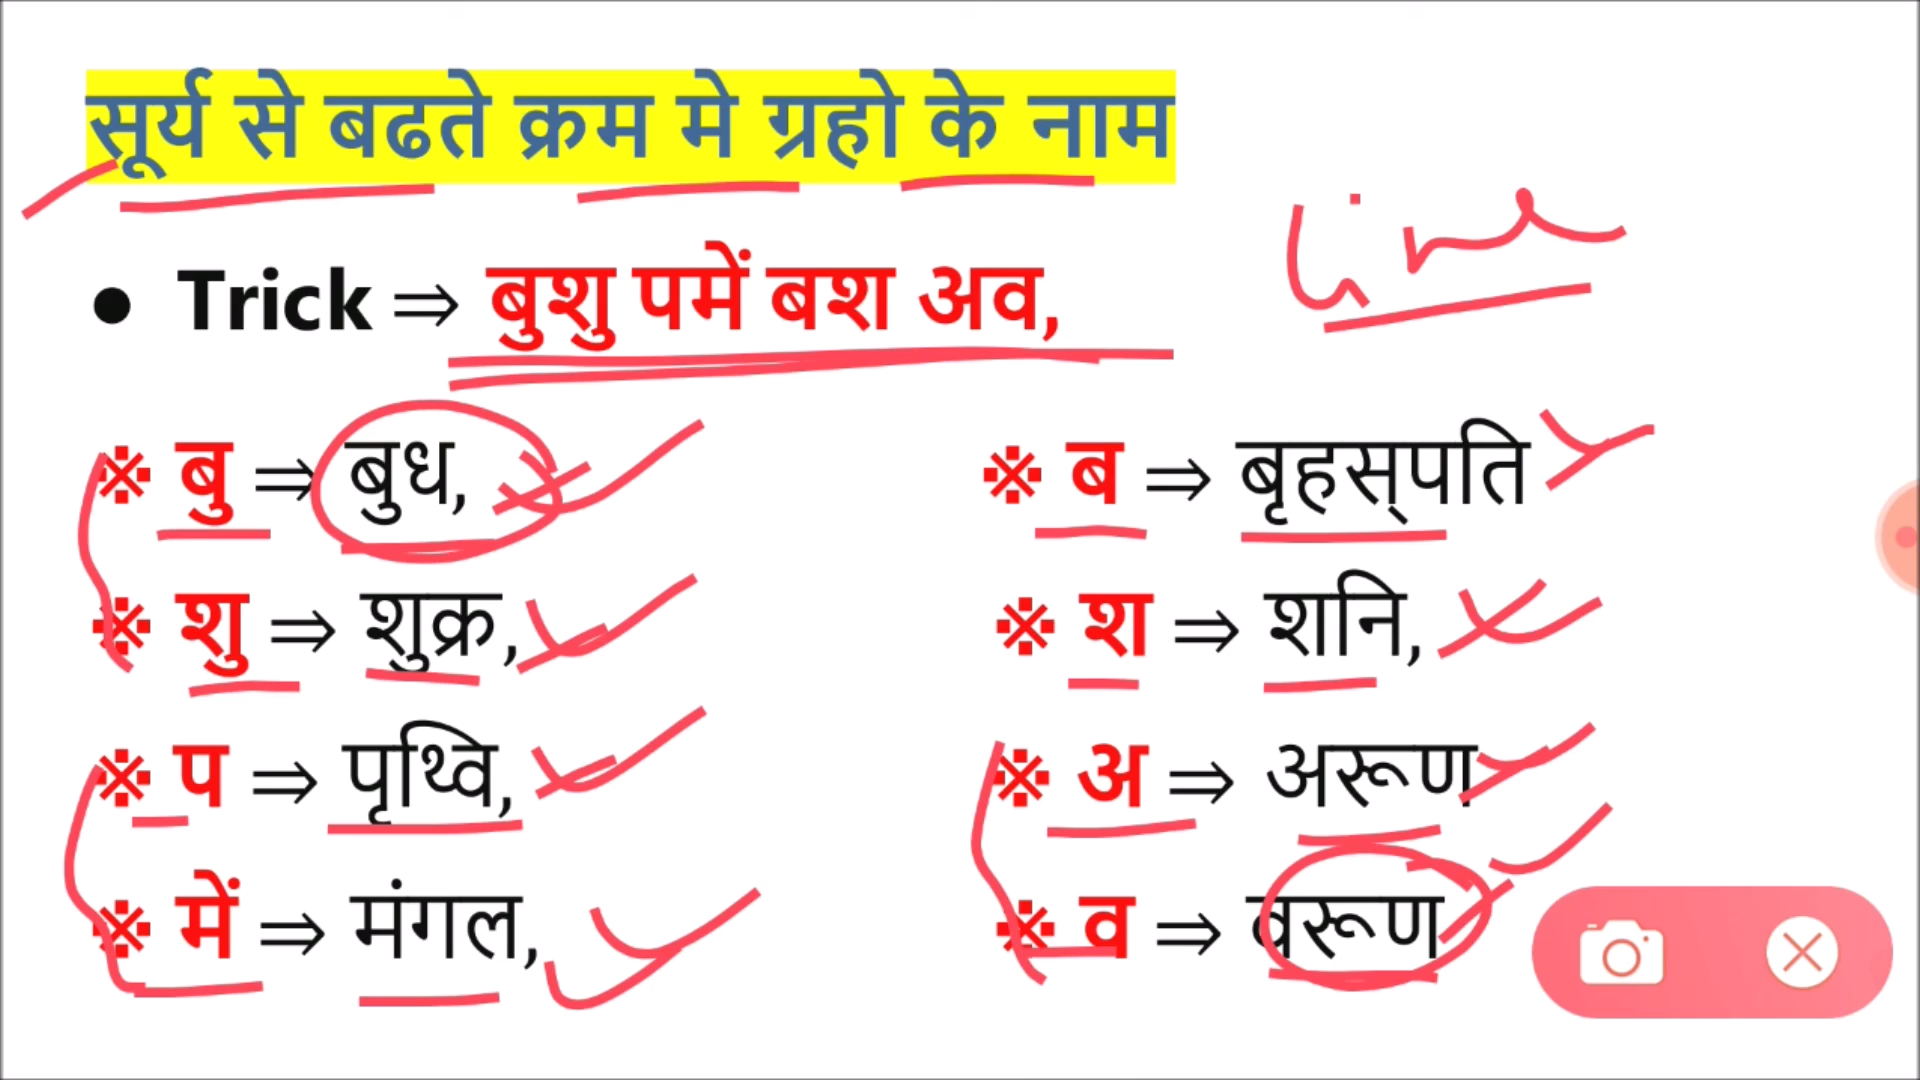 सूर्य से बढते क्रम मे ग्रहो के नाम
● Trick ⇒ बुशु पमें बश अव,
※ बु ⇒ बुध,
※ शु ⇒ शुक्र,
※ प ⇒ पृथ्वि,
※ में ⇒ मंगल,
※ ब ⇒ बृहस्‌पति
※ श ⇒ शनि,
※ अ ⇒ अरूण
※ व ⇒ वरूण